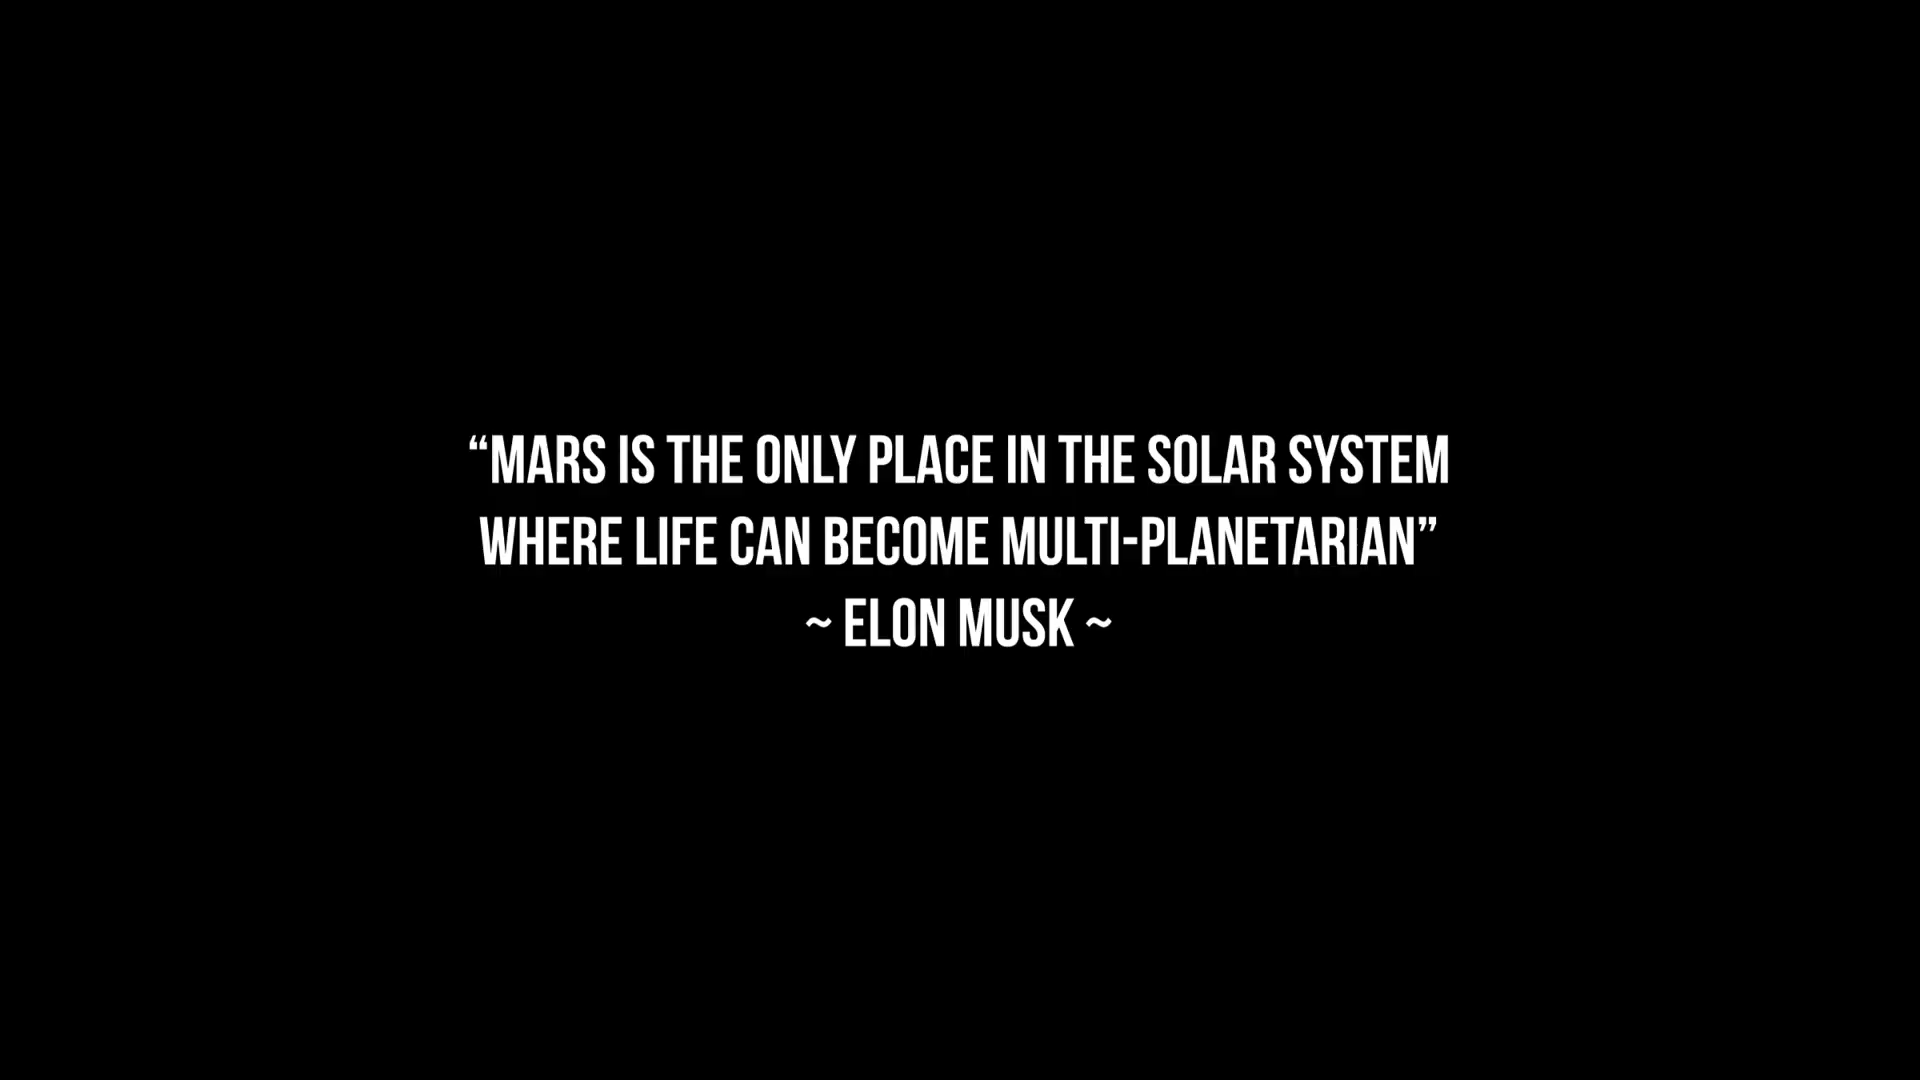 “MARS IS THE ONLY PLACE IN THE SOLAR SYSTEM
WHERE LIFE CAN BECOME MULTI-PLANETARIAN”
~ ELON MUSK ~